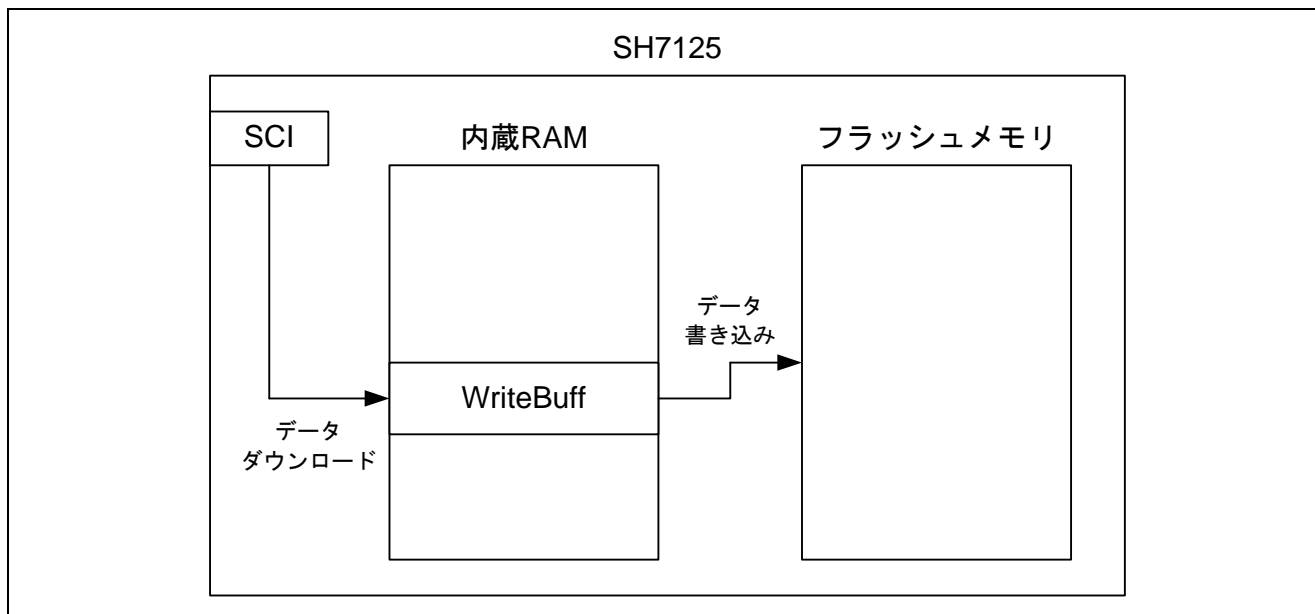 SH7125
SCI
内蔵RAM
フラッシュメモリ
データ
書き込み
WriteBuff
データ
ダウンロード